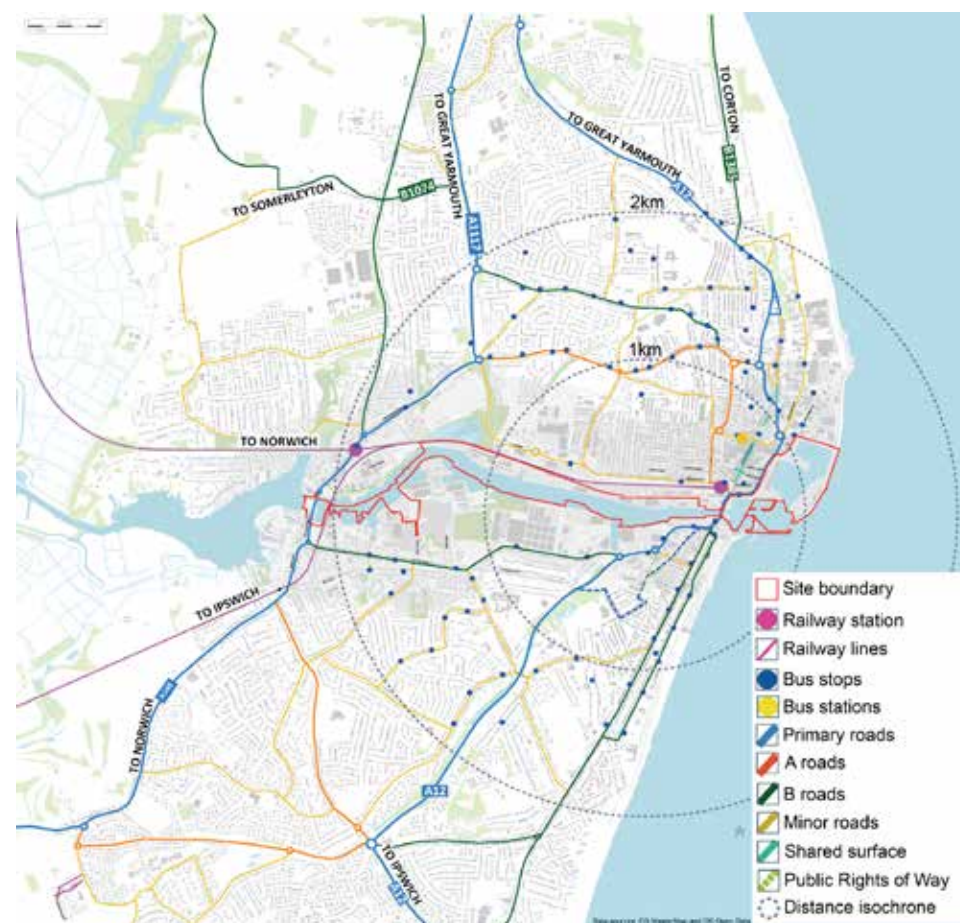 TO CORTON
TO GREAT YARMOUTH
TO GREAT YARMOUTH
B1074
TO SOMERLEYTON
A12
B1385
2km
A1117
1km
TO NORWICH
TO IPSWICH
TO NORWICH
A12
TO IPSWICH
A12
Site boundary
Railway station
Railway lines
Bus stops
Bus stations
Primary roads
A roads
B roads
Minor roads
Shared surface
Public Rights of Way
Distance isochrone